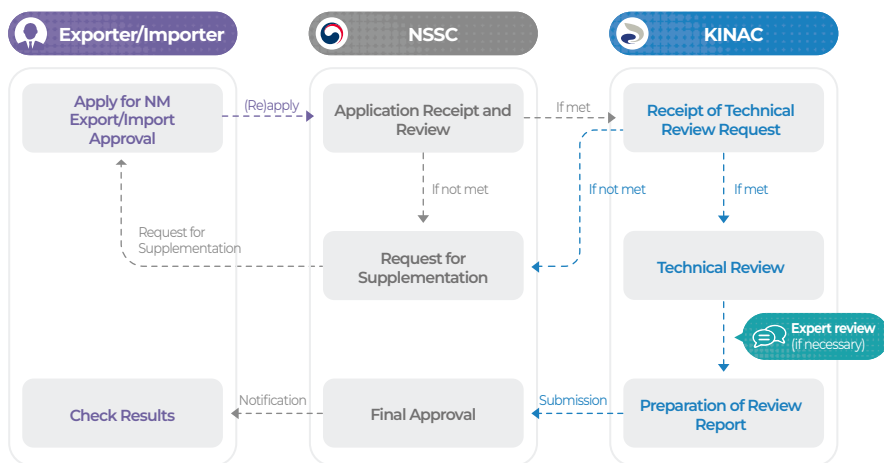 Exporter/Importer
NSSC
KINAC
Apply for NM
Export/Import
Approval
(Re)apply
Application Receipt and
Review
If met
Receipt of Technical
Review Request
If not met
If not met
If met
Request for
Supplementation
Request for
Supplementation
Technical Review
Expert review
(if necessary)
Check Results
Notification
Final Approval
Submission
Preparation of Review
Report